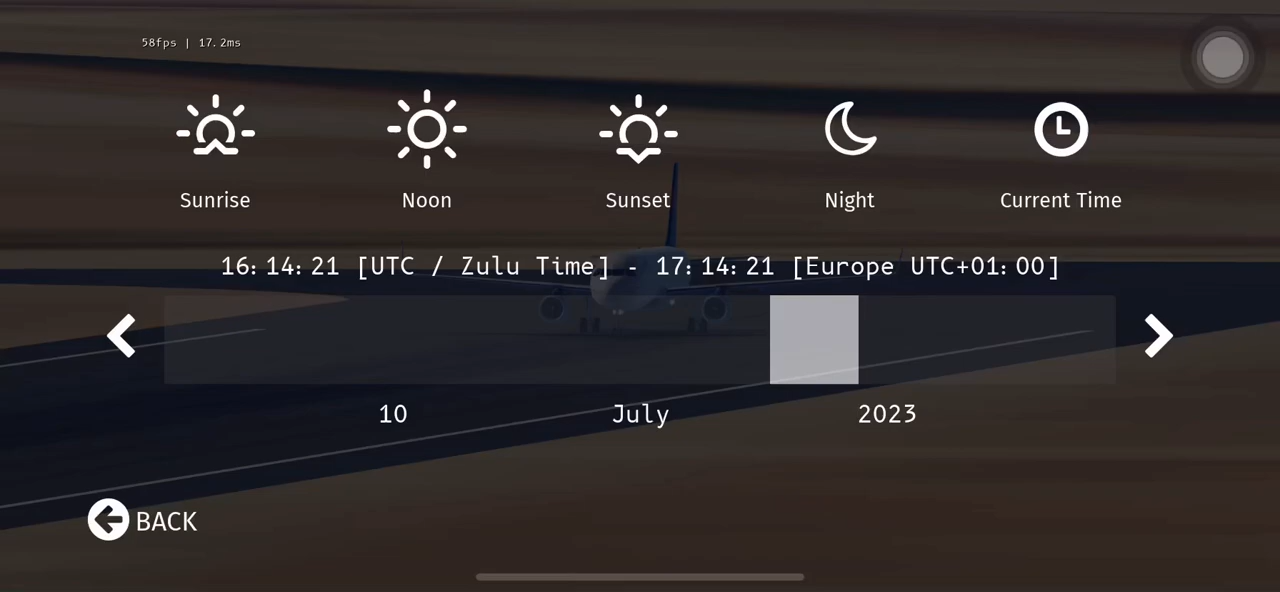 58fps | 17.2ms
Sunrise Noon Sunset Night Current Time
16:14:21 [UTC / Zulu Time] - 17:14:21 [Europe UTC+01:00]
10 July 2023
BACK